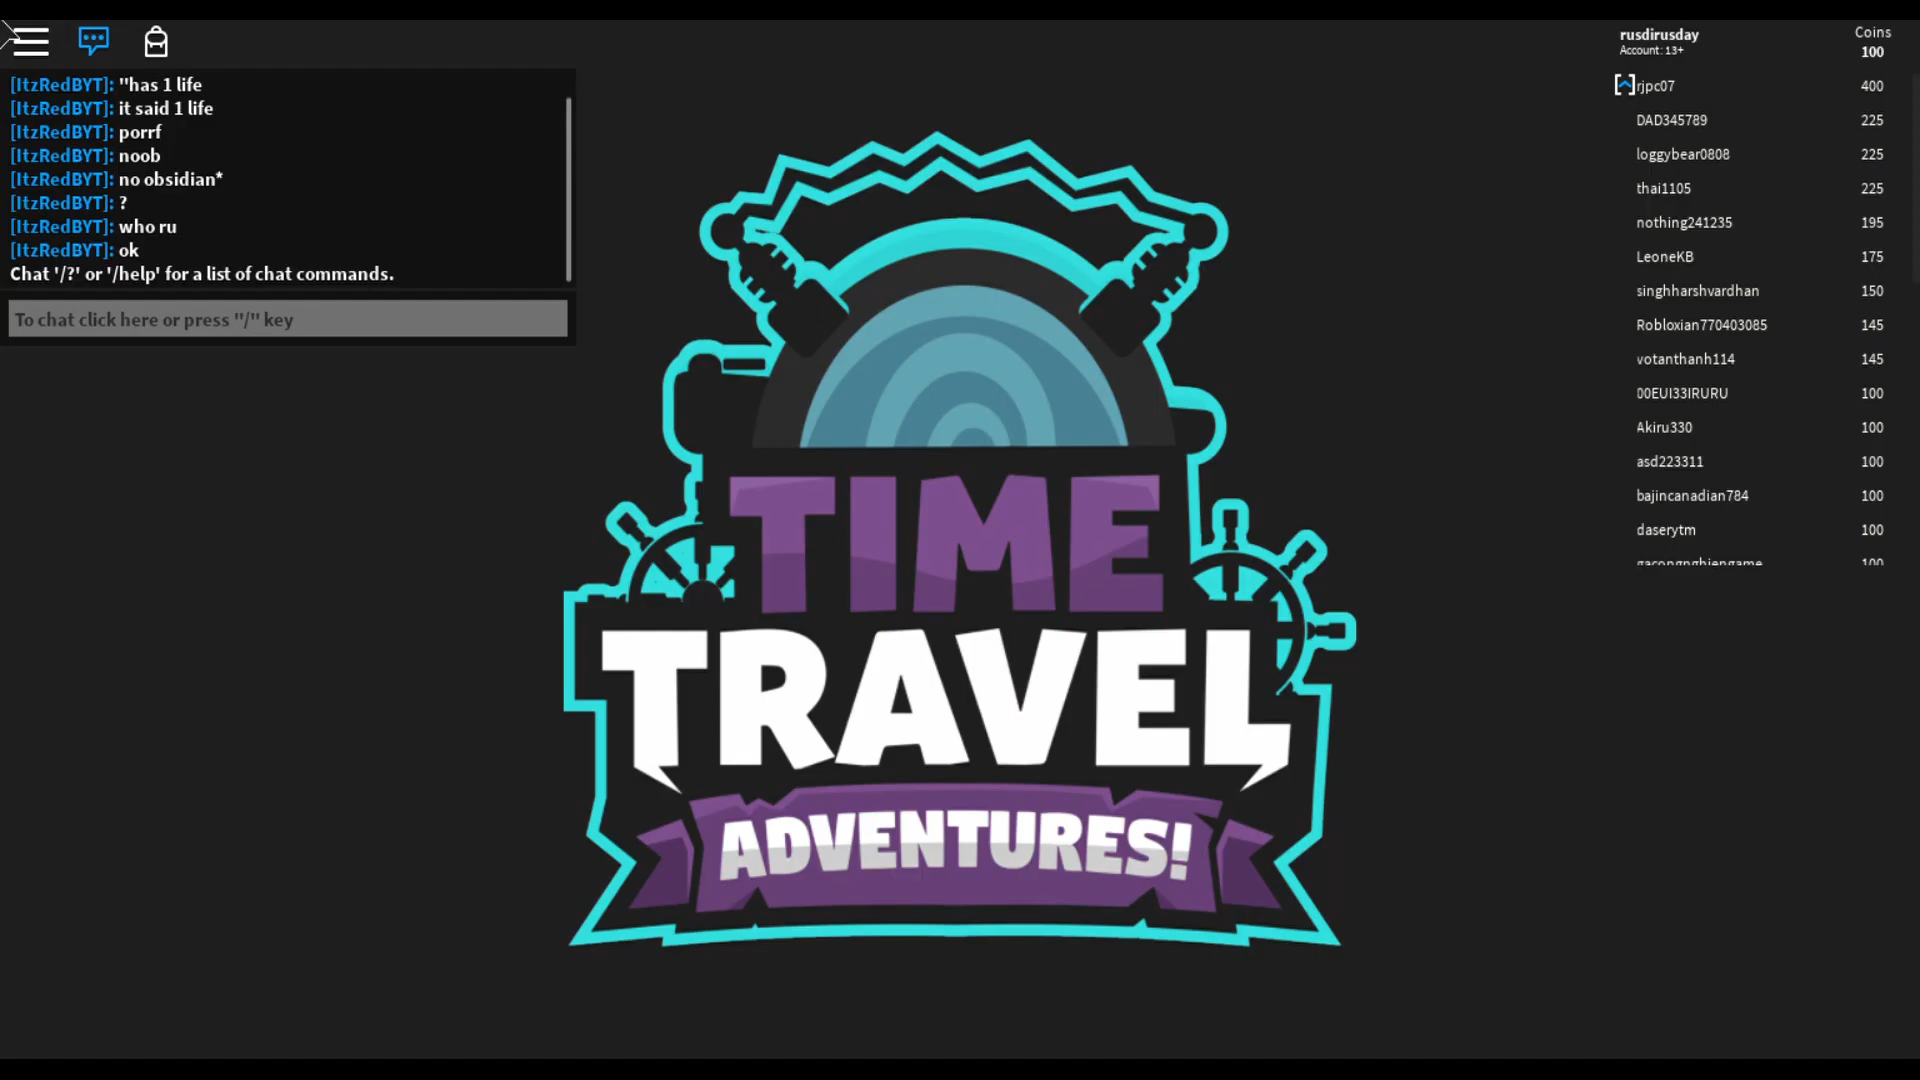 [ItzRedBYT]: "has 1 life
[ItzRedBYT]: it said 1 life
[ItzRedBYT]: porrf
[ItzRedBYT]: noob
[ItzRedBYT]: no obsidian*
[ItzRedBYT]: ?
[ItzRedBYT]: who ru
[ItzRedBYT]: ok
Chat '/?' or '/help' for a list of chat commands.
To chat click here or press "/" key
TIME
TRAVEL
ADVENTURES!
rusdirusday Coins
Account: 13+ 100
rjpc07 400
DAD345789 225
loggybear0808 225
thai1105 225
nothing241235 195
LeoneKB 175
singhharshvardhan 150
Robloxian770403085 145
votanthanh114 145
00EUI33IRURU 100
Akiru330 100
asd223311 100
bajincanadian784 100
daserytm 100
100